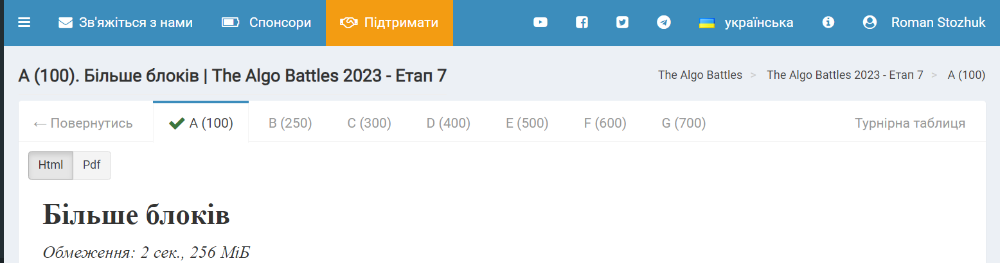 Зв'яжіться з нами Спонсори Підтримати українська Roman Stozhuk
A (100). Більше блоків | The Algo Battles 2023 - Етап 7 The Algo Battles > The Algo Battles 2023 - Етап 7 > A (100)
← Повернутись A (100) B (250) C (300) D (400) E (500) F (600) G (700) Турнірна таблиця
Html Pdf
Більше блоків
Обмеження: 2 сек., 256 МіБ